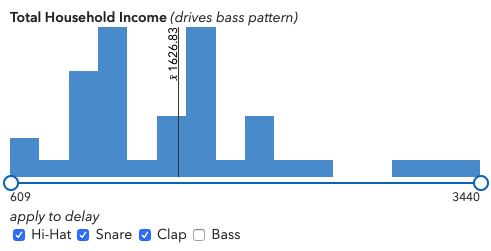 Total Household Income (drives bass pattern)
x̄ 1626.83
609 3440
apply to delay
Hi-Hat Snare Clap Bass